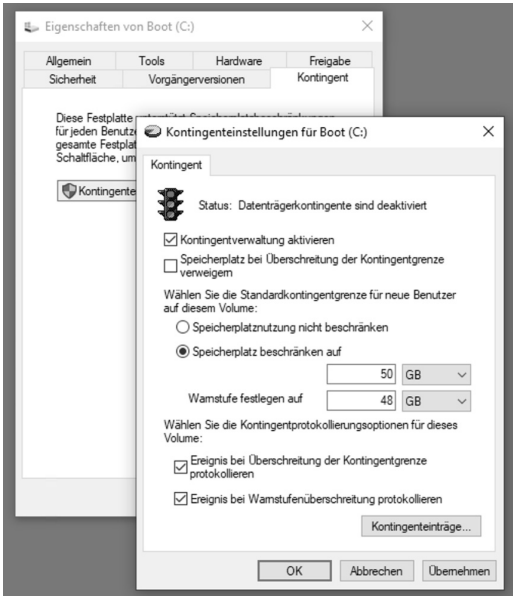 Eigenschaften von Boot (C:)
Allgemein Tools Hardware Freigabe
Sicherheit Vorgängerversionen Kontingent
Diese Festplatte
für jeden Benutze
gesamte Festplat
Schaltfläche, um
Kontingente
Kontingenteinstellungen für Boot (C:)
Kontingent
Status: Datenträgerkontingente sind deaktiviert
Kontingentverwaltung aktivieren
Speicherplatz bei Überschreitung der Kontingentgrenze
verweigern
Wählen Sie die Standardkontingentgrenze für neue Benutzer
auf diesem Volume:
Speicherplatznutzung nicht beschränken
Speicherplatz beschränken auf
50 GB
Warnstufe festlegen auf 48 GB
Wählen Sie die Kontingentprotokollierungsoptionen für dieses
Volume:
Ereignis bei Überschreitung der Kontingentgrenze
protokollieren
Ereignis bei Warnstufenüberschreitung protokollieren
Kontingenteinträge...
OK Abbrechen Übernehmen